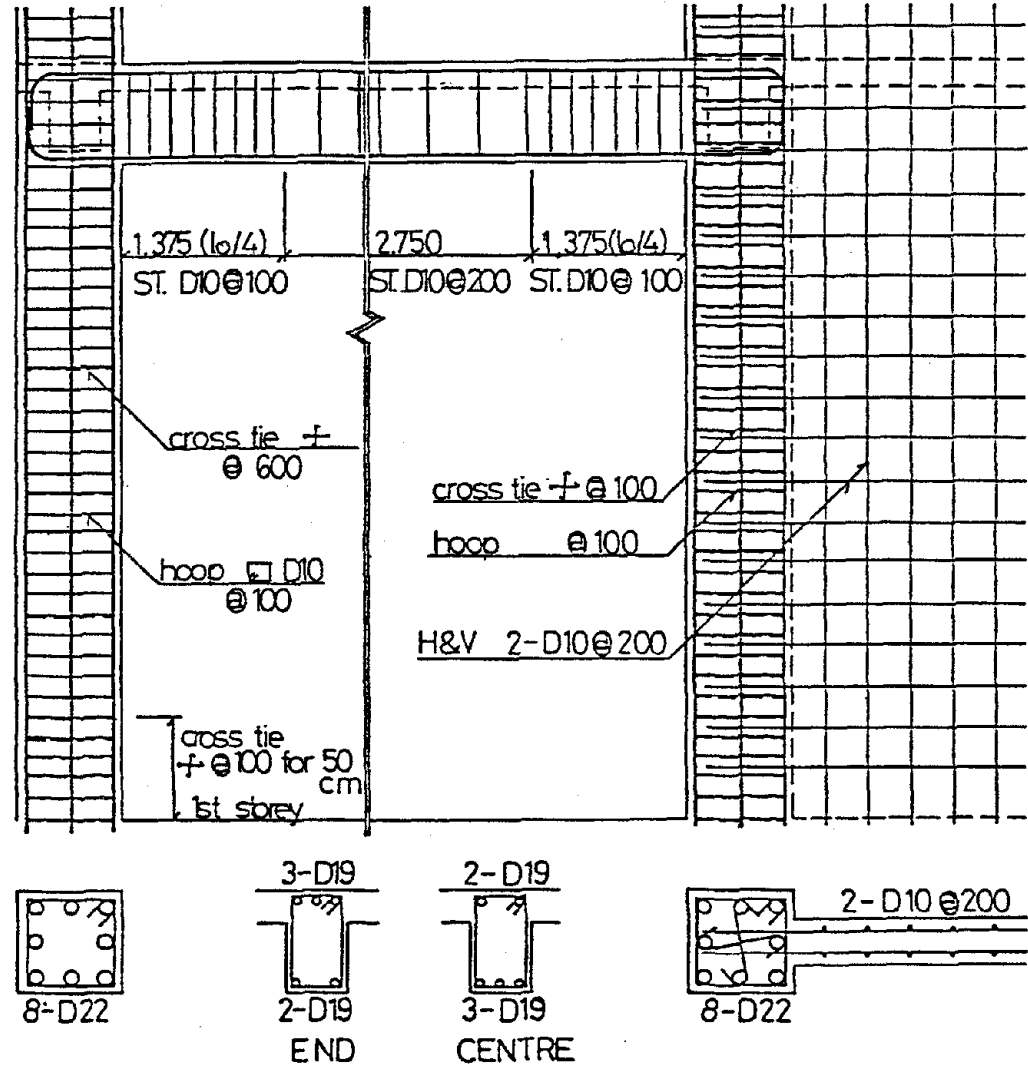 1.375 (lo/4) 2.750 1.375(lo/4)
ST. D10@100 ST.D10@200 ST.D10@ 100
cross tie
@ 600
cross tie @ 100
hoop @ 100
hoop D10
@ 100
H&V 2-D10@200
cross tie
@ 100 for 50
cm
1st storey
3-D19 2-D19
2-D10@200
8-D22 2-D19 3-D19 8-D22
END CENTRE